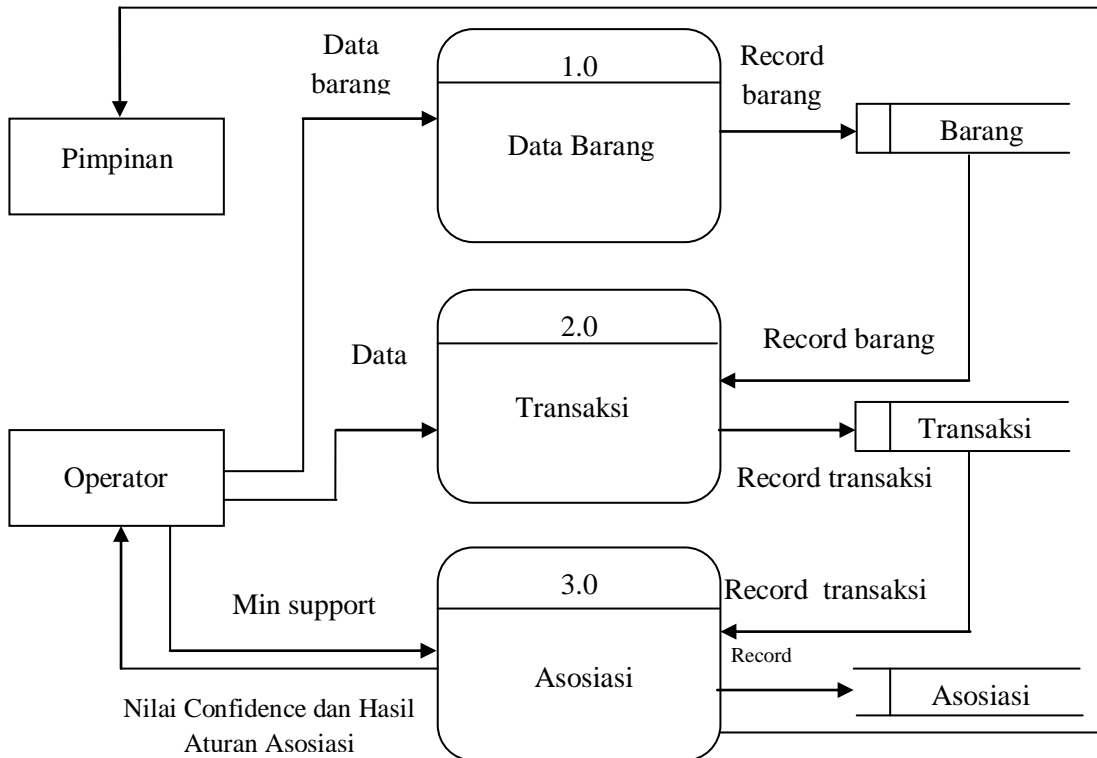 Data
barang
1.0
Record
barang
Pimpinan
Data Barang
Barang
2.0
Record barang
Data
Transaksi
Transaksi
Operator
Record transaksi
3.0
Record transaksi
Min support
Record
Asosiasi
Asosiasi
Nilai Confidence dan Hasil
Aturan Asosiasi